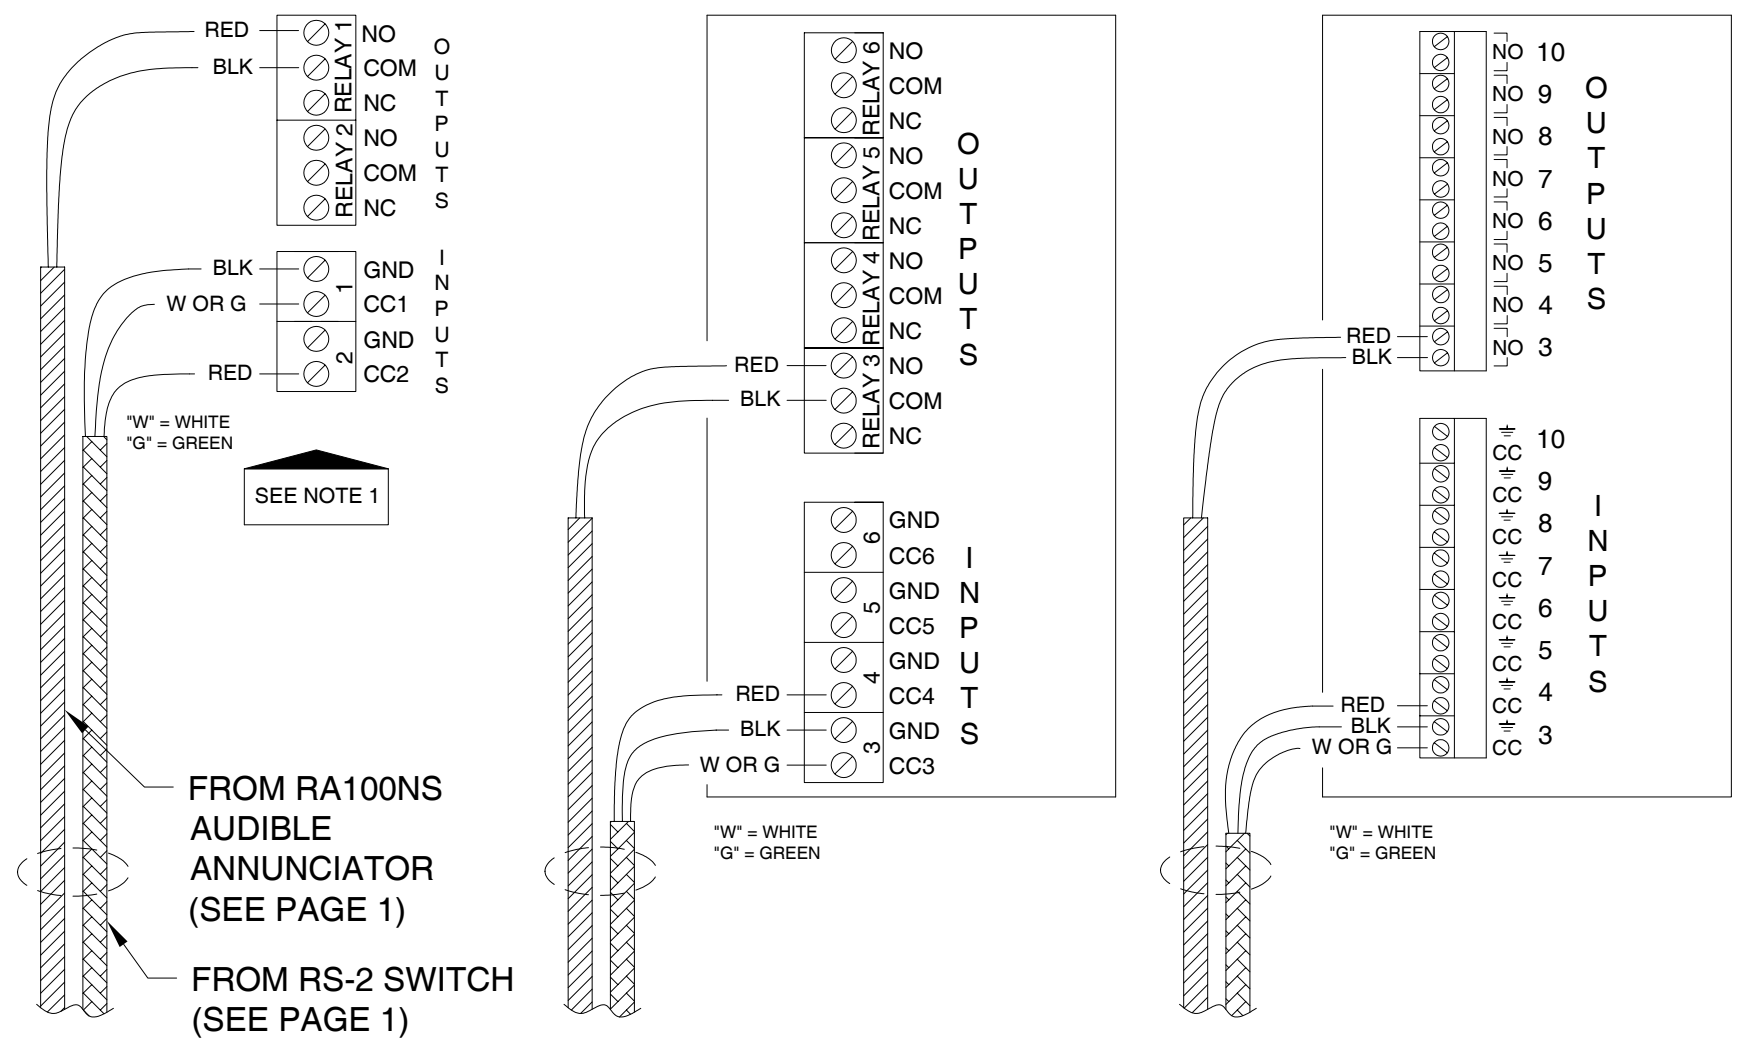 RED
BLK
RELAY 1
NO
COM
NC
RELAY 2
NO
COM
NC
OUTPUTS
BLK
W OR G
RED
1
GND
CC1
2
GND
CC2
INPUTS
"W" = WHITE
"G" = GREEN
SEE NOTE 1
FROM RA100NS
AUDIBLE
ANNUNCIATOR
(SEE PAGE 1)
FROM RS-2 SWITCH
(SEE PAGE 1)
RELAY 6
NO
COM
NC
RELAY 5
NO
COM
NC
RELAY 4
NO
COM
NC
RED
BLK
RELAY 3
NO
COM
NC
OUTPUTS
6
GND
CC6
5
GND
CC5
4
GND
RED
CC4
3
BLK
GND
W OR G
CC3
INPUTS
"W" = WHITE
"G" = GREEN
NO 10
NO 9
NO 8
NO 7
NO 6
NO 5
NO 4
RED
BLK
NO 3
OUTPUTS
CC 10
CC 9
CC 8
CC 7
CC 6
CC 5
RED
CC 4
BLK
W OR G
CC 3
INPUTS
"W" = WHITE
"G" = GREEN